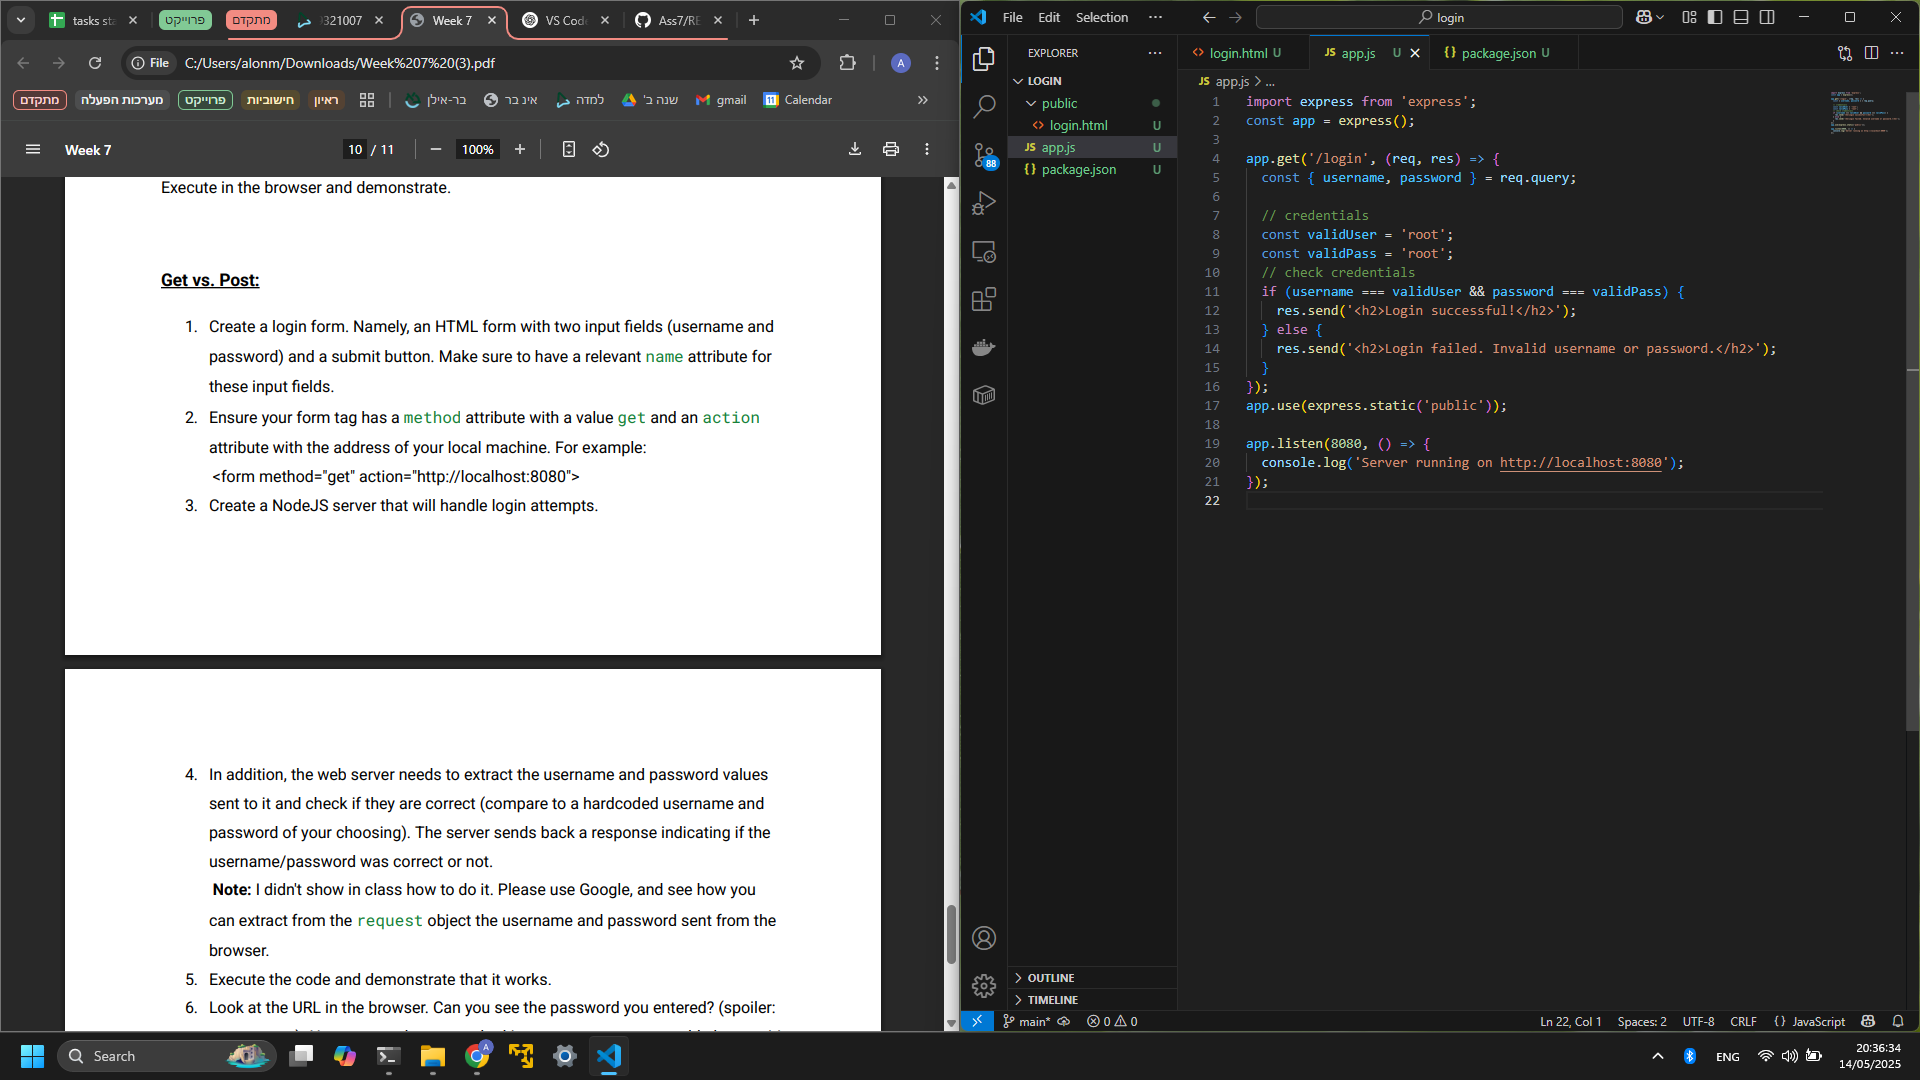 tasks sta
פרוייקט
מתקדם
321007
Week 7
VS Cod
Ass7/RE
File
C:/Users/alonm/Downloads/Week%207%20(3).pdf
A
מתקדם
מערכות הפעלה
פרוייקט
חישוביות
ראיון
בר-אילן
אינ בר
למדה
שנה ב'
gmail
Calendar
Week 7
10 / 11
100%
Execute in the browser and demonstrate.
Get vs. Post:
1. Create a login form. Namely, an HTML form with two input fields (username and
password) and a submit button. Make sure to have a relevant name attribute for
these input fields.
2. Ensure your form tag has a method attribute with a value get and an action
attribute with the address of your local machine. For example:
<form method="get" action="http://localhost:8080">
3. Create a NodeJS server that will handle login attempts.
4. In addition, the web server needs to extract the username and password values
sent to it and check if they are correct (compare to a hardcoded username and
password of your choosing). The server sends back a response indicating if the
username/password was correct or not.
Note: I didn't show in class how to do it. Please use Google, and see how you
can extract from the request object the username and password sent from the
browser.
5. Execute the code and demonstrate that it works.
6. Look at the URL in the browser. Can you see the password you entered? (spoiler:
File Edit Selection ···
login
EXPLORER
LOGIN
public
login.html U
app.js U
package.json U
88
OUTLINE
TIMELINE
login.html U
app.js U
package.json U
JS app.js > ...
1 import express from 'express';
2 const app = express();
3
4 app.get('/login', (req, res) => {
5 const { username, password } = req.query;
6
7 // credentials
8 const validUser = 'root';
9 const validPass = 'root';
10 // check credentials
11 if (username === validUser && password === validPass) {
12 res.send('<h2>Login successful!</h2>');
13 } else {
14 res.send('<h2>Login failed. Invalid username or password.</h2>');
15 }
16 });
17 app.use(express.static('public'));
18
19 app.listen(8080, () => {
20 console.log('Server running on http://localhost:8080');
21 });
22
main*
0 0
Ln 22, Col 1
Spaces: 2
UTF-8
CRLF
{} JavaScript
Search
ENG
20:36:34
14/05/2025